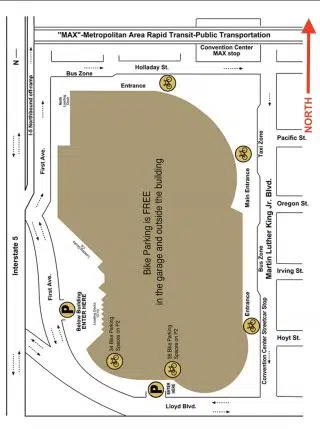 "MAX"-Metropolitan Area Rapid Transit-Public Transportation
Convention Center
MAX stop
Holladay St.
Bus Zone
Entrance
NORTH
N
I-5 Northbound off-ramp
First Ave.
Taxi Zone
Pacific St.
Main Entrance
Oregon St.
Bike Parking is FREE
in the garage and outside the building
Martin Luther King Jr. Blvd.
Bus Zone
Irving St.
Interstate 5
First Ave.
P
Below Building
ENTER HERE
34 Bike Parking
Spaces on P2
38 Bike Parking
Spaces on P2
Entrance
Convention Center Streetcar Stop
Hoyt St.
P
ENTER
HERE
Lloyd Blvd.